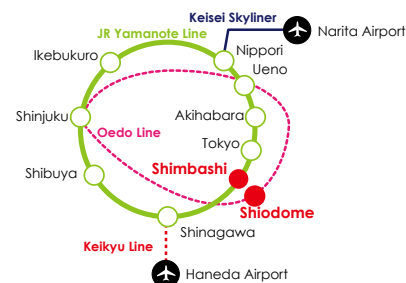 Keisei Skyliner
JR Yamanote Line
Narita Airport
Ikebukuro
Nippori
Ueno
Shinjuku
Akihabara
Oedo Line
Tokyo
Shibuya
Shimbashi
Shiodome
Shinagawa
Keikyu Line
Haneda Airport